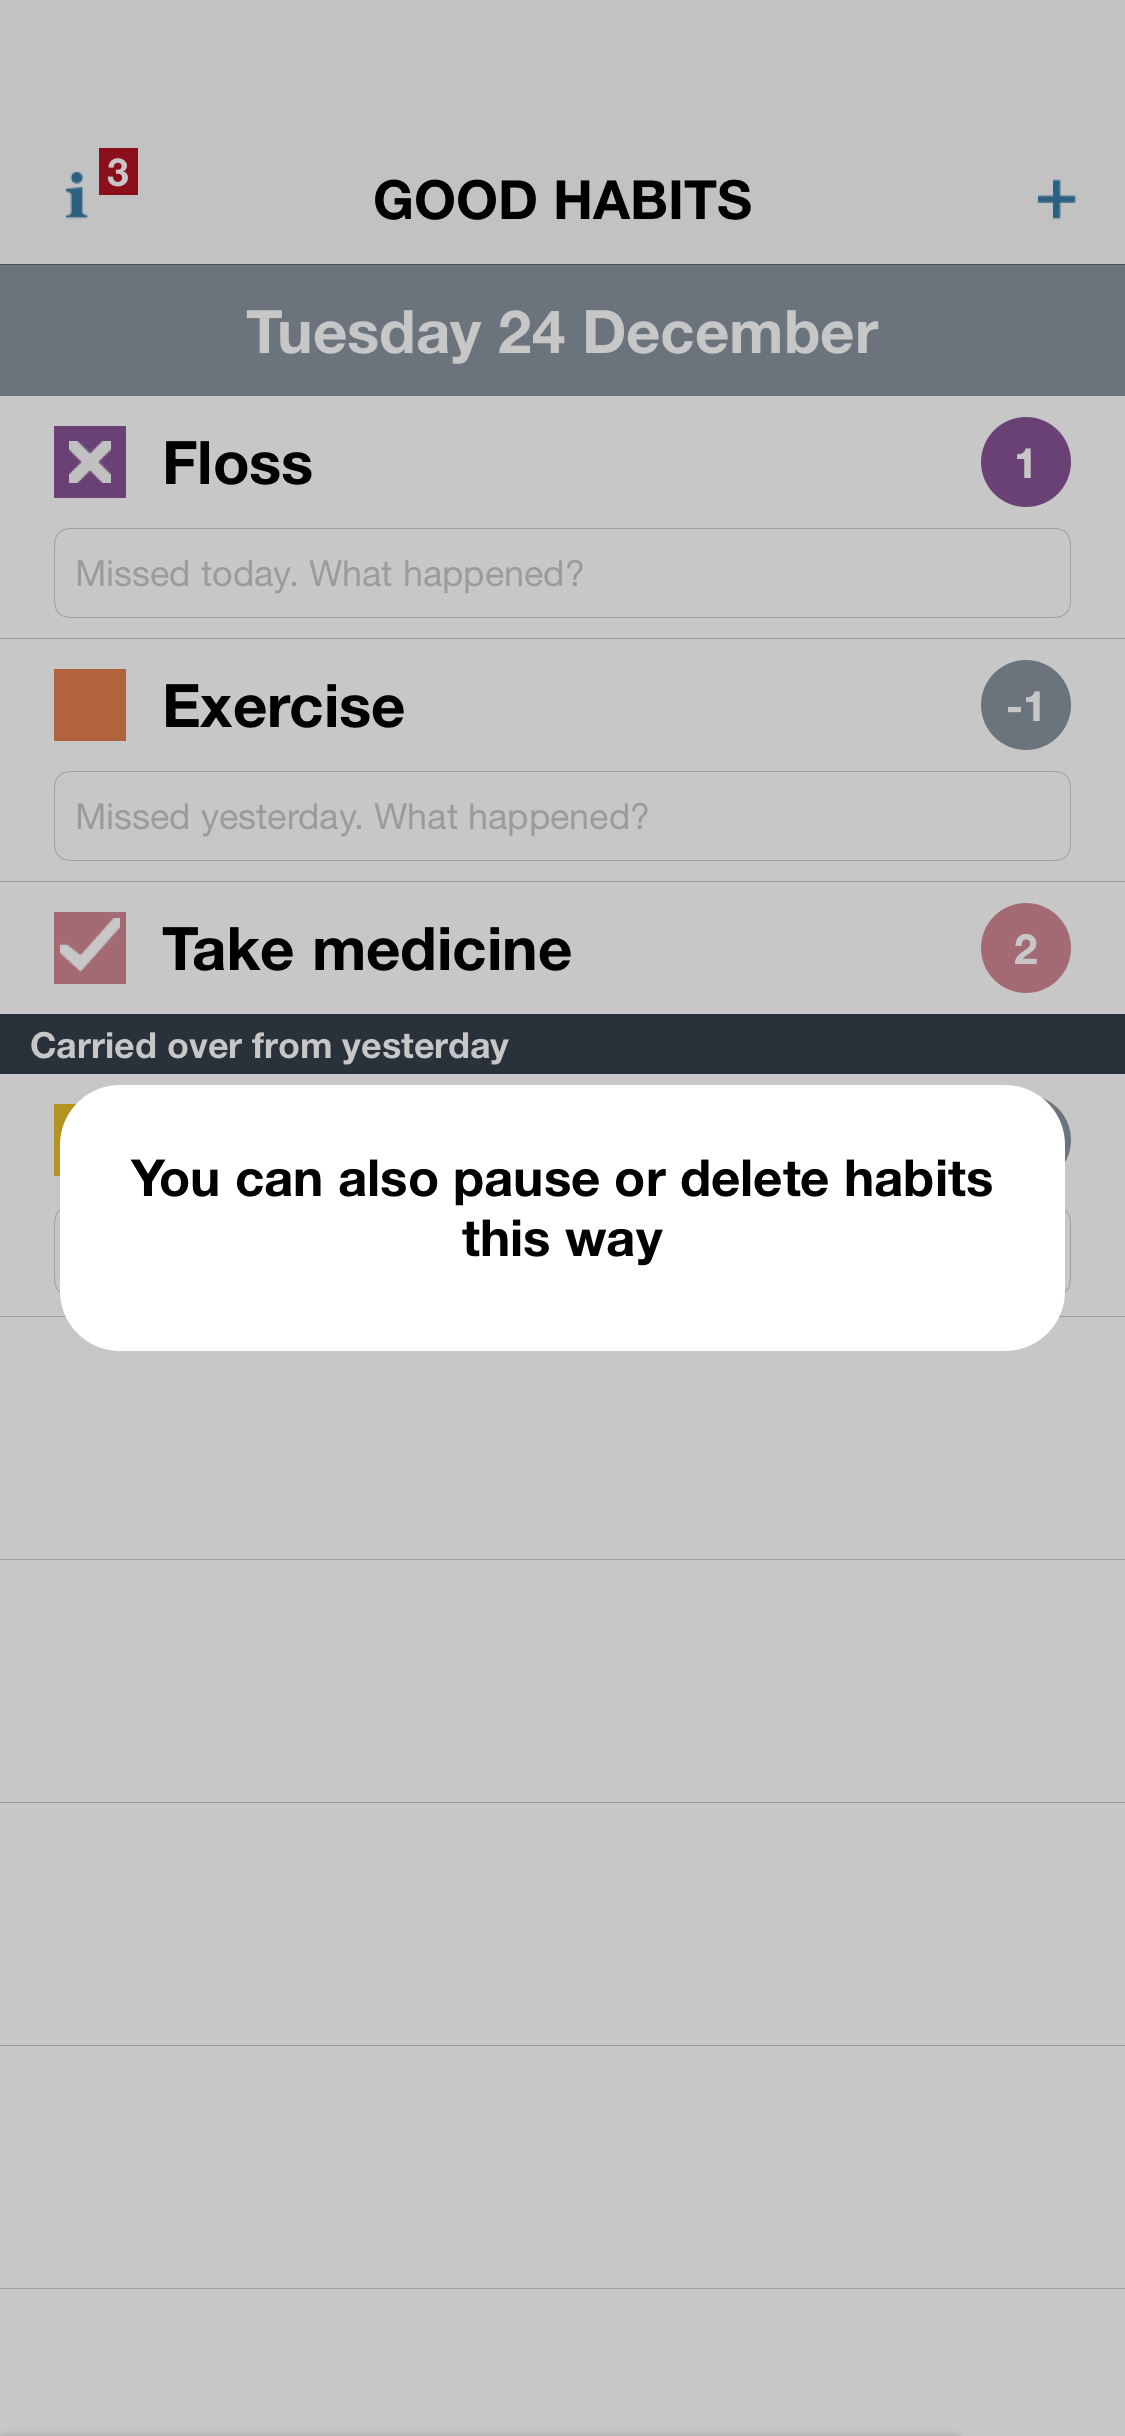 i 3
GOOD HABITS
+
Tuesday 24 December
Floss
1
Missed today. What happened?
Exercise
-1
Missed yesterday. What happened?
Take medicine
2
Carried over from yesterday
You can also pause or delete habits
this way